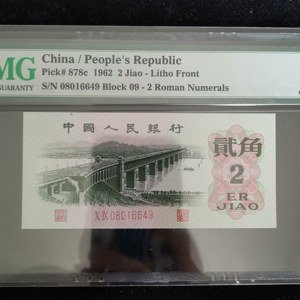 MG
GUARANTY
China / People's Republic
Pick# 878c 1962 2 Jiao - Litho Front
S/N 08016649 Block 09 - 2 Roman Numerals
中國人民銀行
貳角
2
ER
JIAO
X IX 08016649